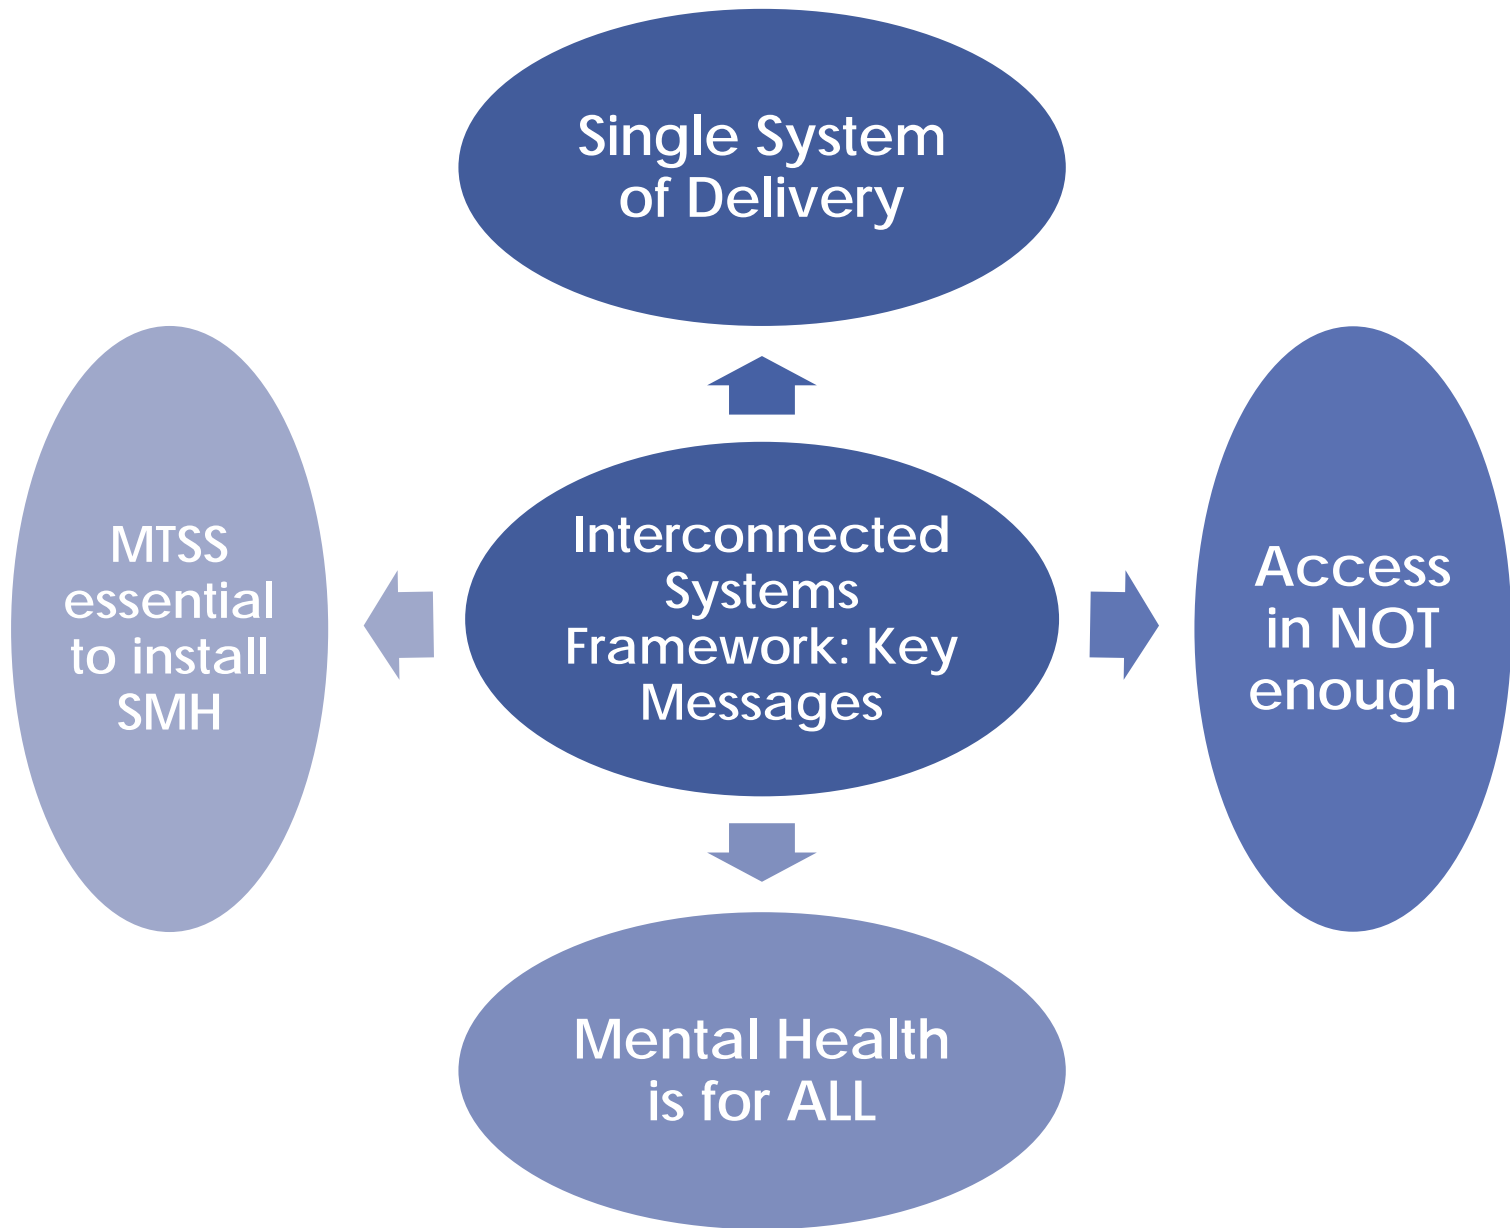 Single System
of Delivery
MTSS
essential
to install
SMH
Interconnected
Systems
Framework: Key
Messages
Access
in NOT
enough
Mental Health
is for ALL